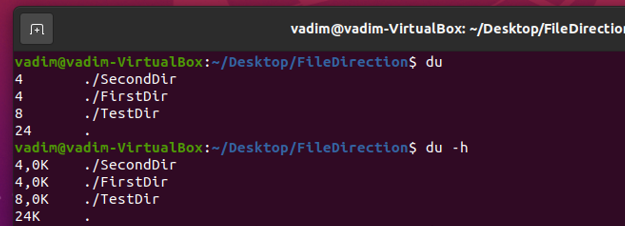 vadim@vadim-VirtualBox: ~/Desktop/FileDirection
vadim@vadim-VirtualBox:~/Desktop/FileDirection$ du
4 ./SecondDir
4 ./FirstDir
8 ./TestDir
24 .
vadim@vadim-VirtualBox:~/Desktop/FileDirection$ du -h
4,0K ./SecondDir
4,0K ./FirstDir
8,0K ./TestDir
24K .